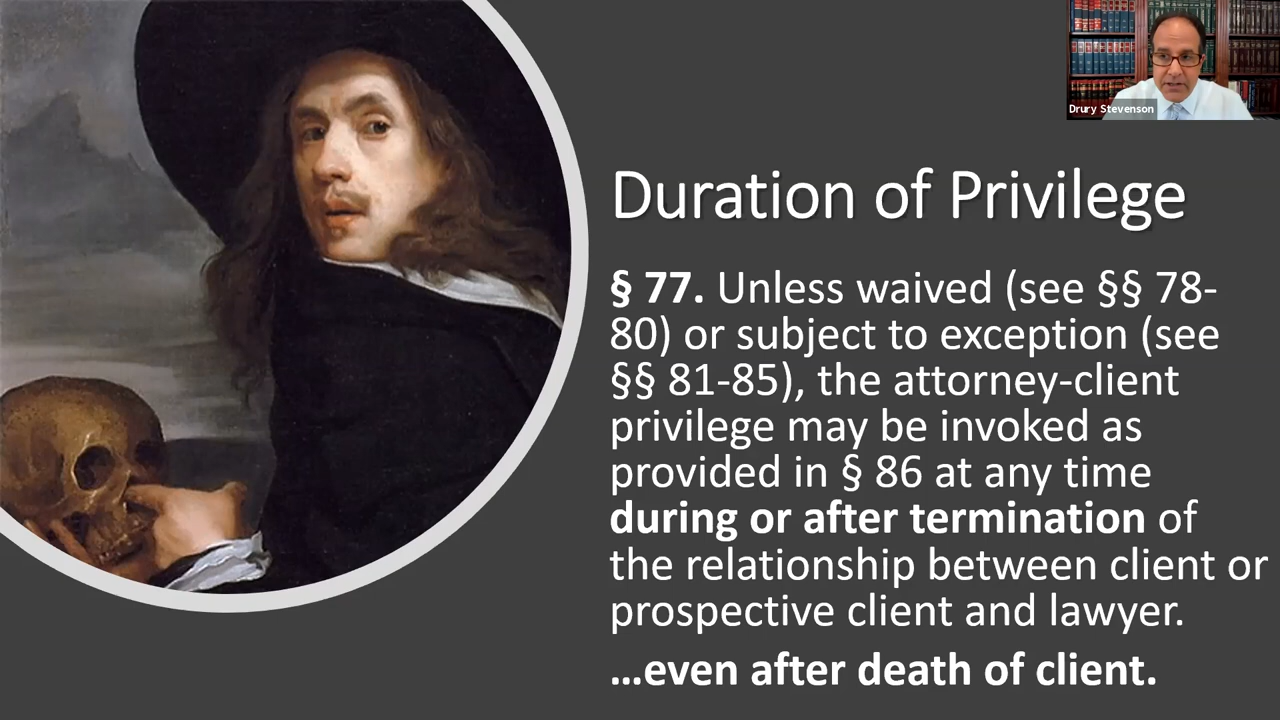 Drury Stevenson
Duration of Privilege
§ 77. Unless waived (see §§ 78-
80) or subject to exception (see
§§ 81-85), the attorney-client
privilege may be invoked as
provided in § 86 at any time
during or after termination of
the relationship between client or
prospective client and lawyer.
…even after death of client.